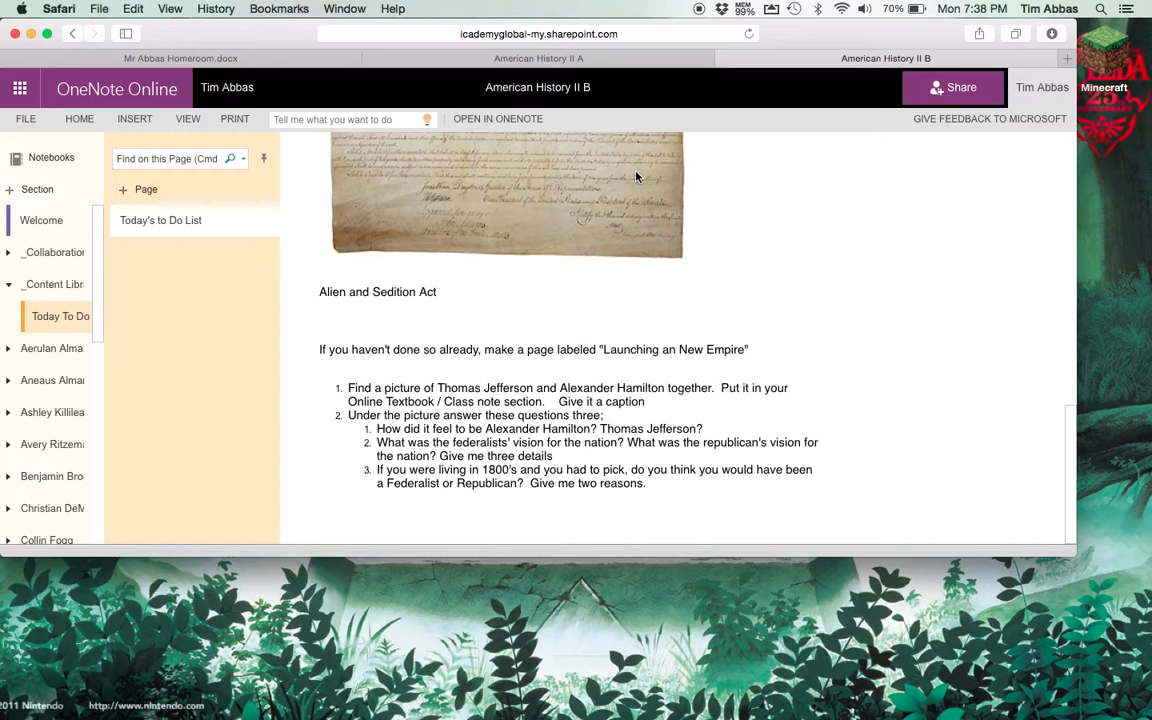 Safari File Edit View History Bookmarks Window Help MEM 99% 70% Mon 7:38 PM Tim Abbas
icademyglobal-my.sharepoint.com
Mr Abbas Homeroom.docx American History II A American History II B
OneNote Online Tim Abbas American History II B Share Tim Abbas Minecraft
FILE HOME INSERT VIEW PRINT Tell me what you want to do OPEN IN ONENOTE GIVE FEEDBACK TO MICROSOFT
Notebooks Find on this Page (Cmd
Section Page
Welcome Today's to Do List
_Collaboration
_Content Libr
Today To Do
Aerulan Alma
Aneaus Alma
Ashley Killilea
Avery Ritzem
Benjamin Bro
Christian DeM
Collin Fogg
Alien and Sedition Act
If you haven't done so already, make a page labeled "Launching an New Empire"
1. Find a picture of Thomas Jefferson and Alexander Hamilton together. Put it in your
Online Textbook / Class note section. Give it a caption
2. Under the picture answer these questions three;
1. How did it feel to be Alexander Hamilton? Thomas Jefferson?
2. What was the federalists' vision for the nation? What was the republican's vision for
the nation? Give me three details
3. If you were living in 1800's and you had to pick, do you think you would have been
a Federalist or Republican? Give me two reasons.
2011 Nintendo http://www.nintendo.com